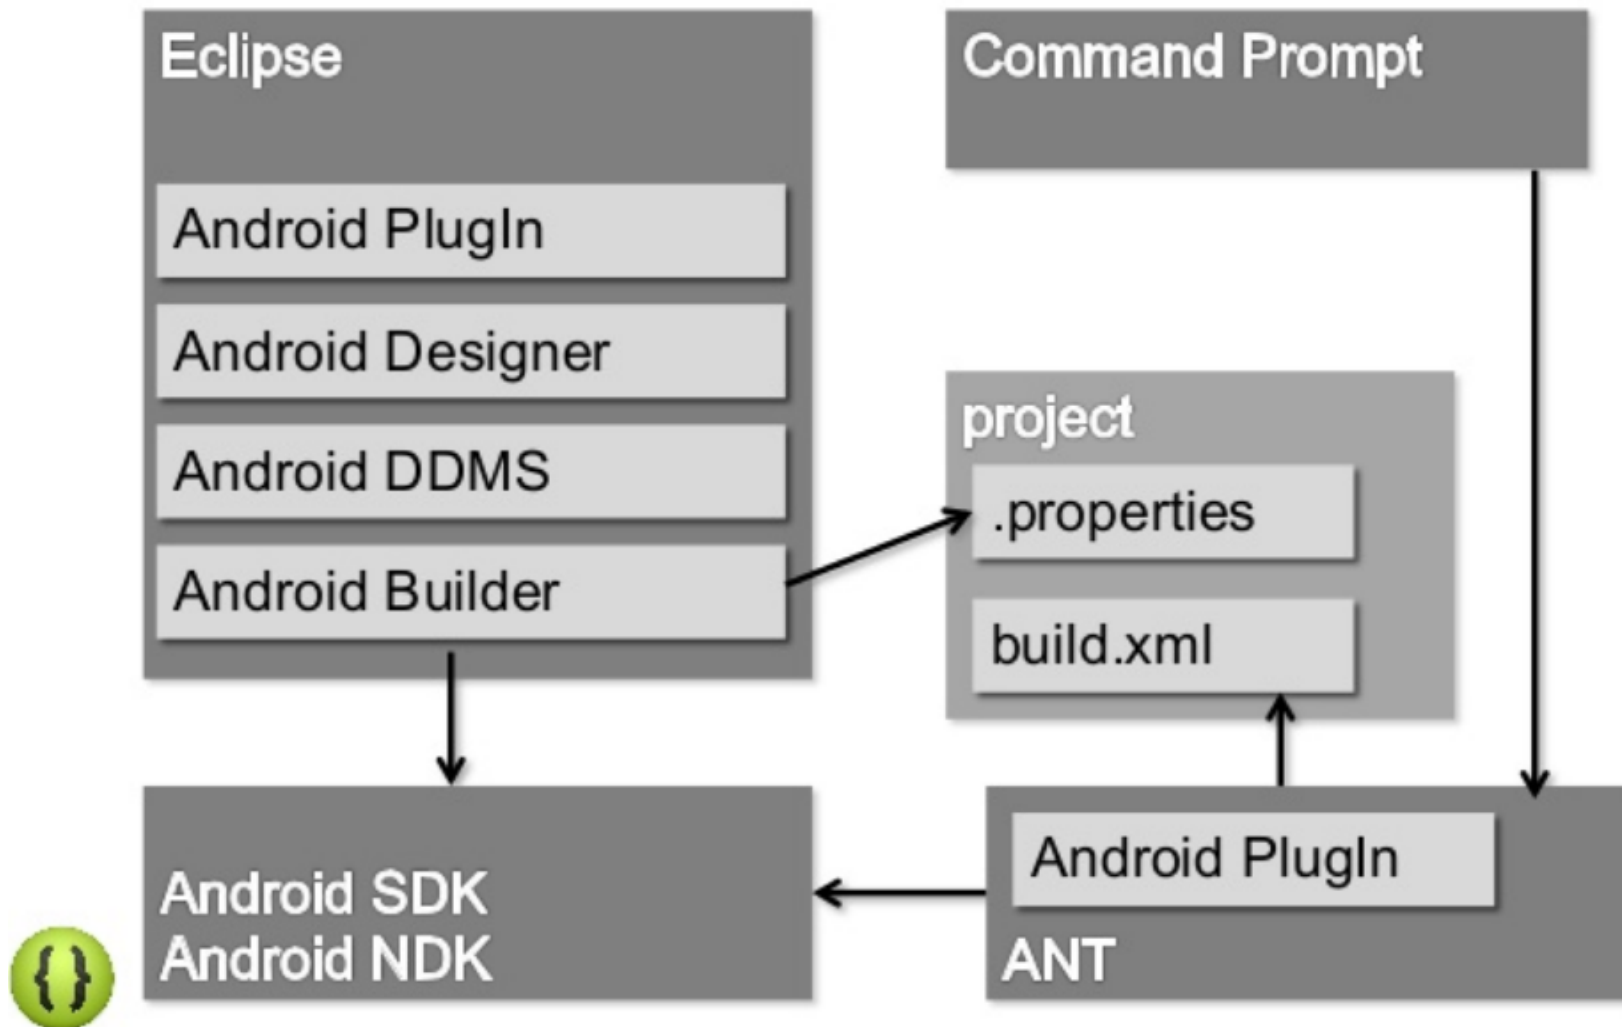 Eclipse
Android PlugIn
Android Designer
Android DDMS
Android Builder
Command Prompt
project
.properties
build.xml
Android SDK
Android NDK
Android PlugIn
ANT
{}